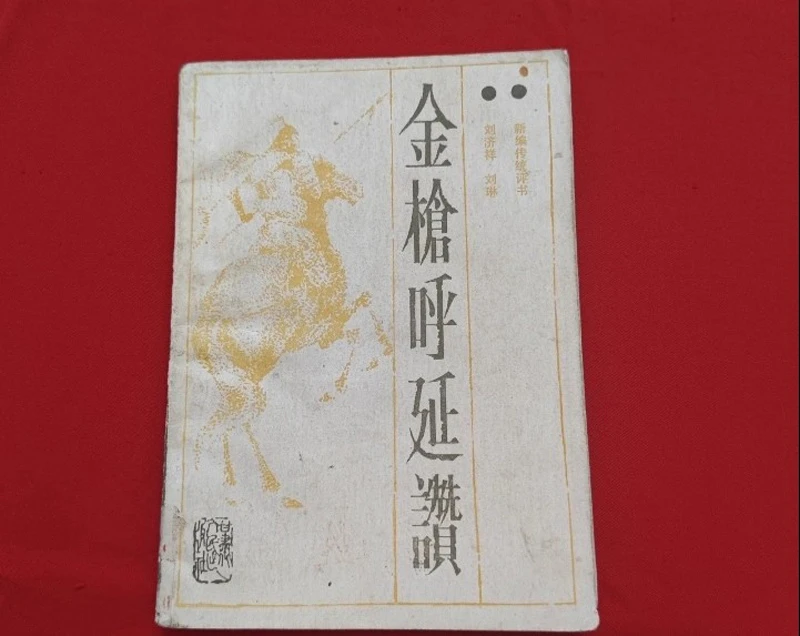 新编传统评书
刘济祥 刘琳
金槍呼延讚